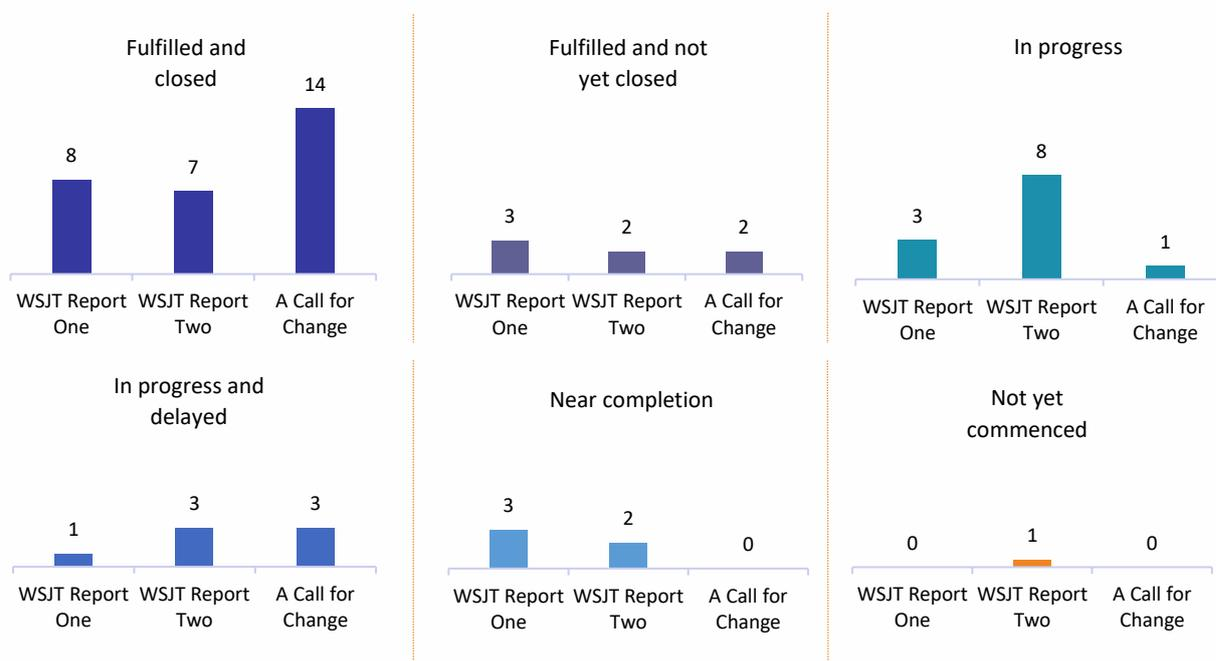 Fulfilled and
closed
14
8
7
WSJT Report
One
WSJT Report
Two
A Call for
Change
Fulfilled and not
yet closed
3
2
2
WSJT Report
One
WSJT Report
Two
A Call for
Change
In progress
3
8
1
WSJT Report
One
WSJT Report
Two
A Call for
Change
In progress and
delayed
1
3
3
WSJT Report
One
WSJT Report
Two
A Call for
Change
Near completion
3
2
0
WSJT Report
One
WSJT Report
Two
A Call for
Change
Not yet
commenced
0
1
0
WSJT Report
One
WSJT Report
Two
A Call for
Change